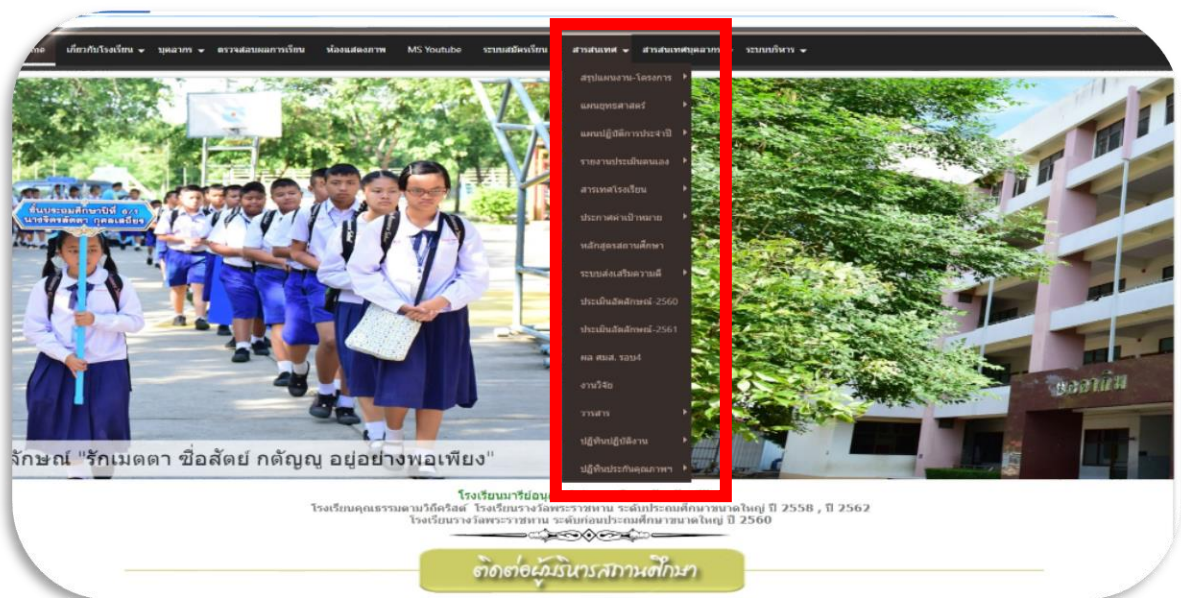 เกี่ยวกับโรงเรียน บุคลากร ตรวจสอบผลการเรียน ห้องแสดงภาพ MS Youtube ระบบสมัครเรียน สารสนเทศ สารสนเทศบุคลากร ระบบบริหาร
สรุปแผนงาน-โครงการ
แผนยุทธศาสตร์
แผนปฏิบัติการประจำปี
รายงานประเมินตนเอง
สารเทศโรงเรียน
ประกาศค่าเป้าหมาย
หลักสูตรสถานศึกษา
ระบบส่งเสริมความดี
ประเมินอัตลักษณ์-2560
ประเมินอัตลักษณ์-2561
ผล สมส. รอบ4
งานวิจัย
วารสาร
ปฏิทินปฏิบัติงาน
ปฏิทินประกันคุณภาพฯ
ชั้นประถมศึกษาปีที่ 6/1
ลักษณ์ "รักเมตตา ซื่อสัตย์ กตัญญู อยู่อย่างพอเพียง"
โรงเรียนมารีย์อนุ
โรงเรียนคุณธรรมตามวิถีคริสต์ โรงเรียนรางวัลพระราชทาน ระดับประถมศึกษาขนาดใหญ่ ปี 2558 , ปี 2562
โรงเรียนรางวัลพระราชทาน ระดับก่อนประถมศึกษาขนาดใหญ่ ปี 2560
ติดต่อผู้บริหารสถานศึกษา